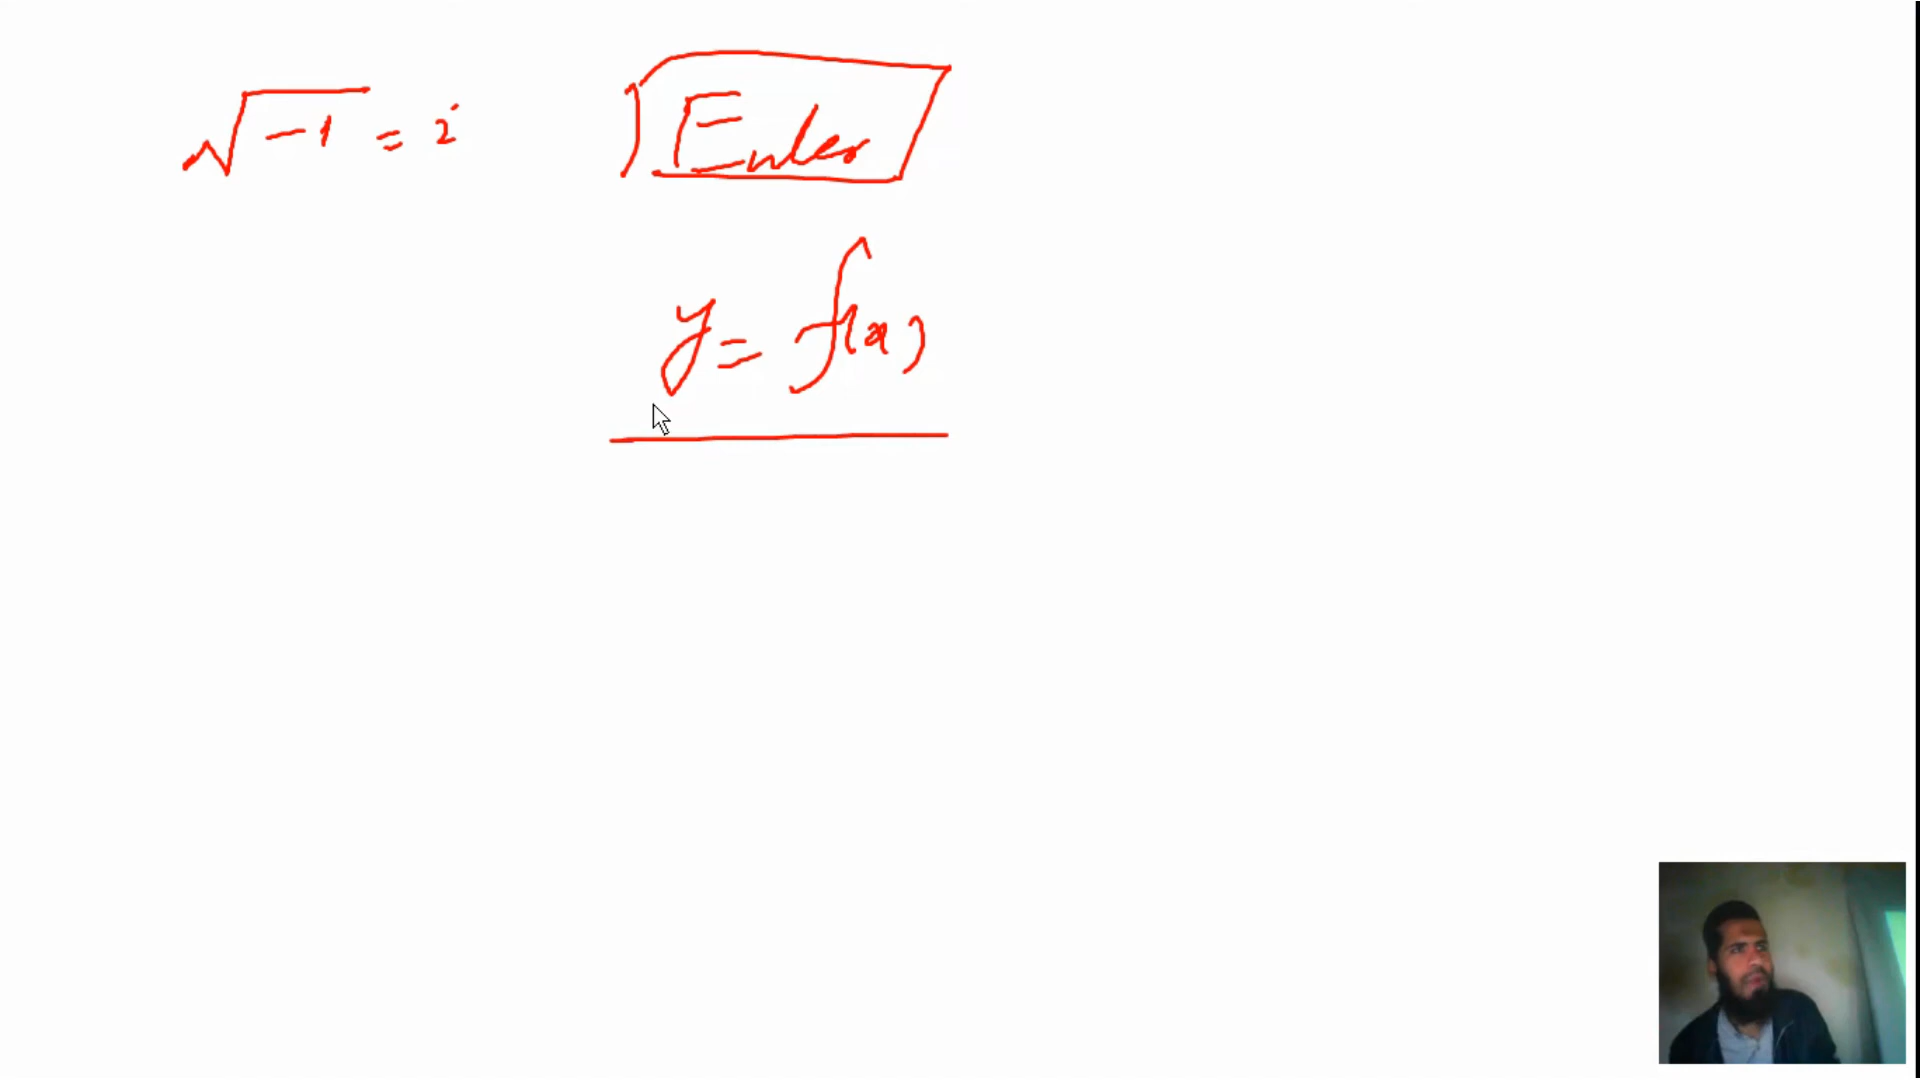 √-1 = i
Euler
y = f(x)